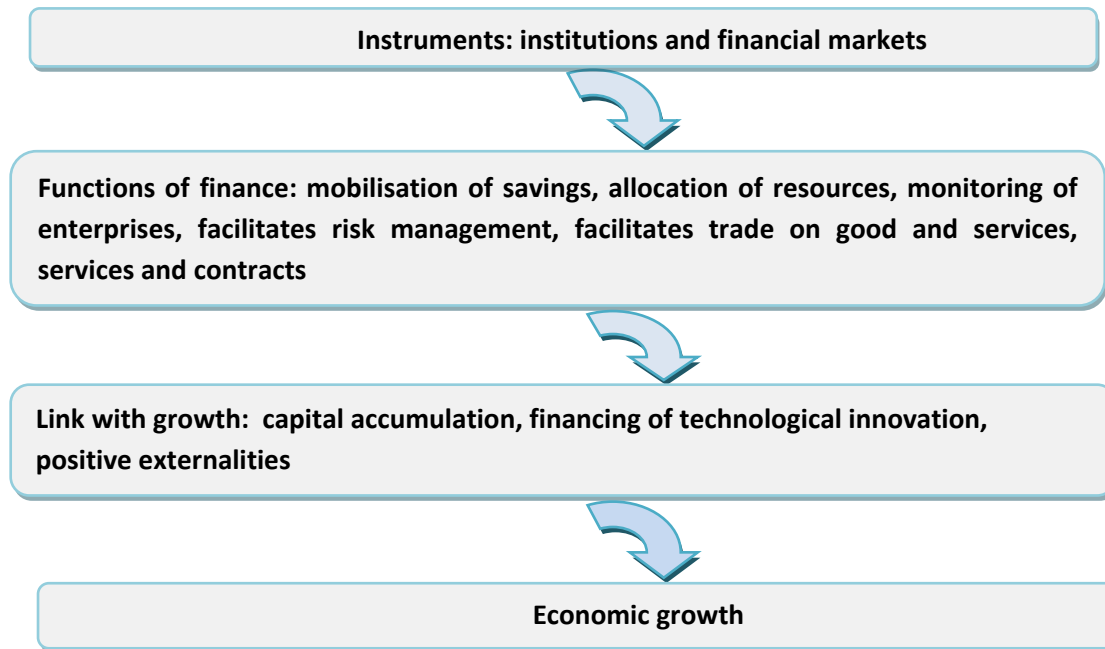 Instruments: institutions and financial markets
Functions of finance: mobilisation of savings, allocation of resources, monitoring of
enterprises, facilitates risk management, facilitates trade on good and services,
services and contracts
Link with growth: capital accumulation, financing of technological innovation,
positive externalities
Economic growth